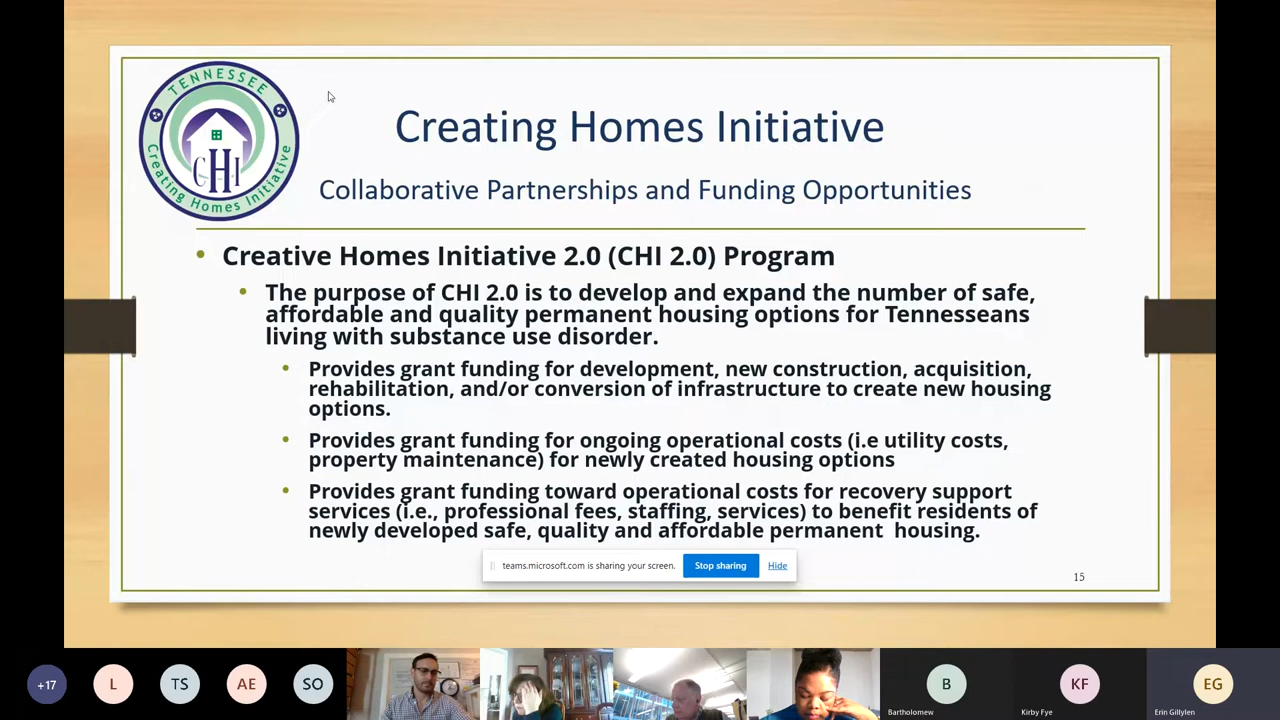 TENNESSEE
CHI
Creating Homes Initiative
Creating Homes Initiative
Collaborative Partnerships and Funding Opportunities
• Creative Homes Initiative 2.0 (CHI 2.0) Program
• The purpose of CHI 2.0 is to develop and expand the number of safe,
affordable and quality permanent housing options for Tennesseans
living with substance use disorder.
• Provides grant funding for development, new construction, acquisition,
rehabilitation, and/or conversion of infrastructure to create new housing
options.
• Provides grant funding for ongoing operational costs (i.e utility costs,
property maintenance) for newly created housing options
• Provides grant funding toward operational costs for recovery support
services (i.e., professional fees, staffing, services) to benefit residents of
newly developed safe, quality and affordable permanent housing.
teams.microsoft.com is sharing your screen. Stop sharing Hide
15
+17 L TS AE SO B KF EG
Bartholomew Kirby Fye Erin Gillylen